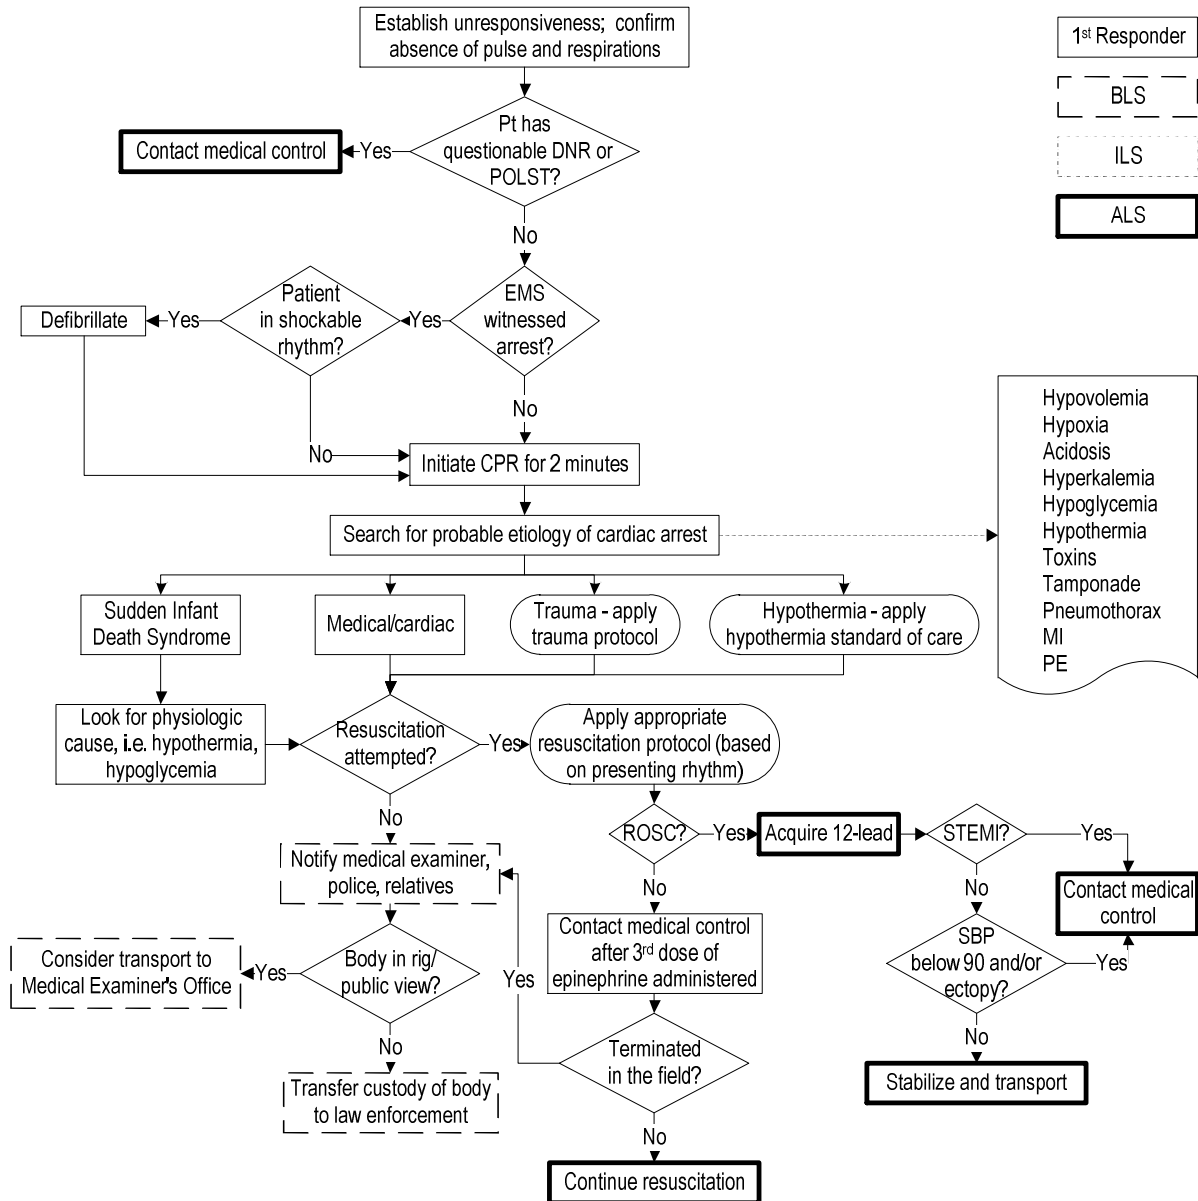 Establish unresponsiveness; confirm
absence of pulse and respirations
1st Responder
BLS
ILS
ALS
Pt has
questionable DNR or
POLST?
Yes
Contact medical control
No
EMS
witnessed
arrest?
Yes
Patient
in shockable
rhythm?
Yes
Defibrillate
No
No
Initiate CPR for 2 minutes
Search for probable etiology of cardiac arrest
Hypovolemia
Hypoxia
Acidosis
Hyperkalemia
Hypoglycemia
Hypothermia
Toxins
Tamponade
Pneumothorax
MI
PE
Sudden Infant
Death Syndrome
Medical/cardiac
Trauma - apply
trauma protocol
Hypothermia - apply
hypothermia standard of care
Look for physiologic
cause, i.e. hypothermia,
hypoglycemia
Resuscitation
attempted?
Yes
Apply appropriate
resuscitation protocol (based
on presenting rhythm)
No
ROSC?
Yes
Acquire 12-lead
STEMI?
Yes
Notify medical examiner,
police, relatives
No
No
Contact medical
control
Contact medical control
after 3rd dose of
epinephrine administered
SBP
below 90 and/or
ectopy?
Yes
Body in rig/
public view?
Yes
Consider transport to
Medical Examiner's Office
Yes
No
No
Terminated
in the field?
Stabilize and transport
Transfer custody of body
to law enforcement
No
Continue resuscitation